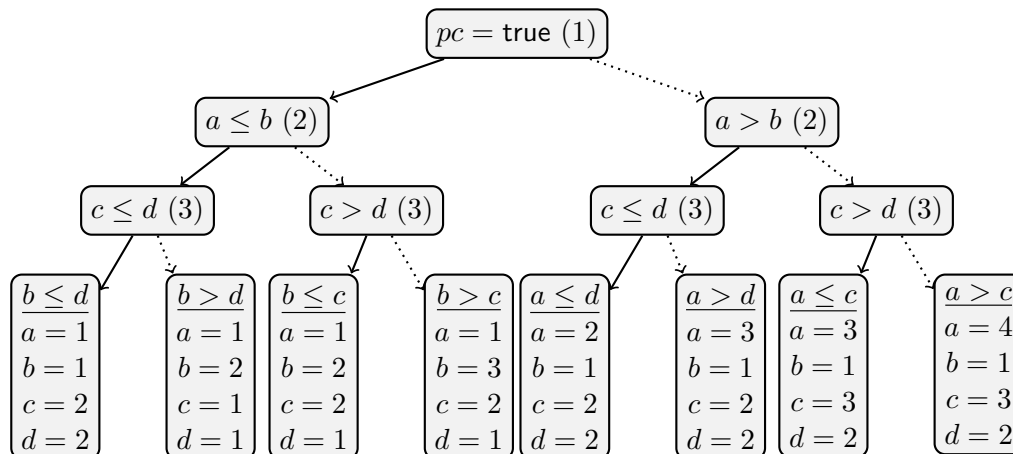 pc = true (1)
a ≤ b (2)
a > b (2)
c ≤ d (3)
c > d (3)
c ≤ d (3)
c > d (3)
b ≤ d
a = 1
b = 1
c = 2
d = 2
b > d
a = 1
b = 2
c = 1
d = 1
b ≤ c
a = 1
b = 2
c = 2
d = 1
b > c
a = 1
b = 3
c = 2
d = 1
a ≤ d
a = 2
b = 1
c = 2
d = 2
a > d
a = 3
b = 1
c = 2
d = 2
a ≤ c
a = 3
b = 1
c = 3
d = 2
a > c
a = 4
b = 1
c = 3
d = 2